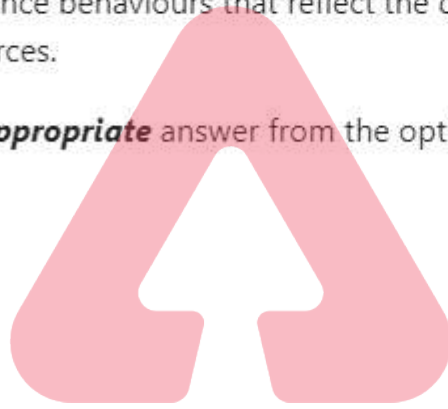 nce behaviours that reflect the
rces.
ppropriate answer from the opt